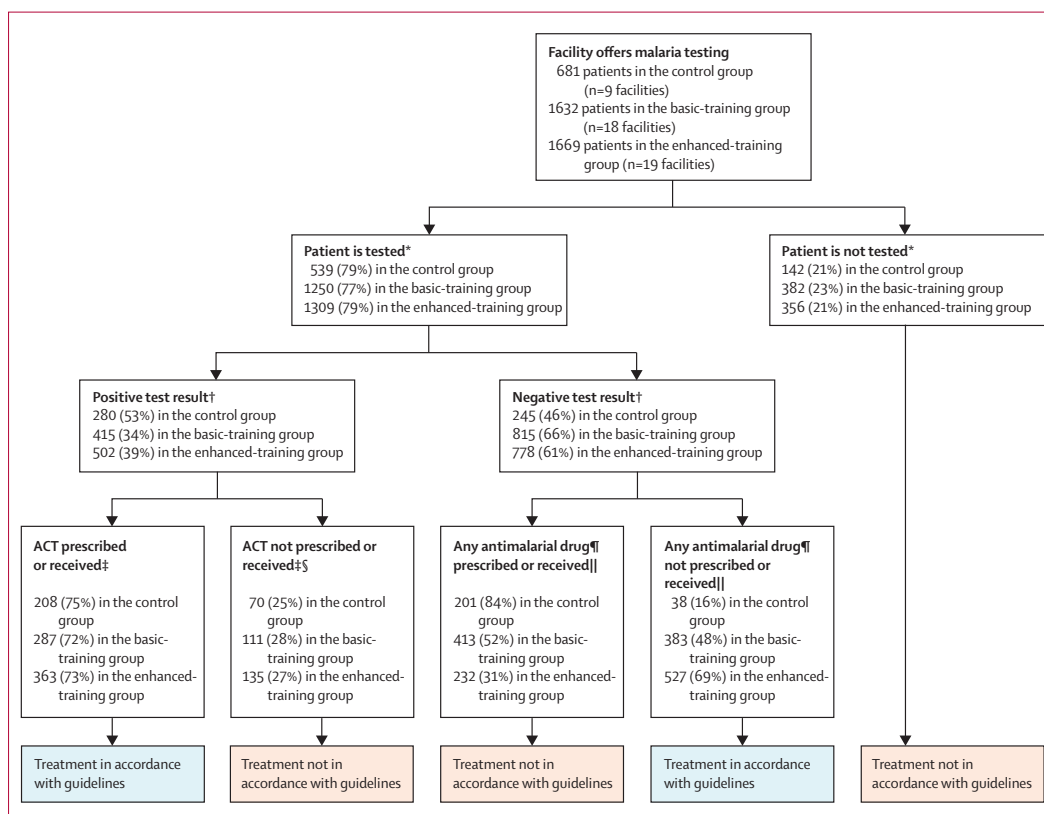 Facility offers malaria testing
681 patients in the control group
(n=9 facilities)
1632 patients in the basic-training group
(n=18 facilities)
1669 patients in the enhanced-training
group (n=19 facilities)
Patient is tested*
539 (79%) in the control group
1250 (77%) in the basic-training group
1309 (79%) in the enhanced-training group
Patient is not tested*
142 (21%) in the control group
382 (23%) in the basic-training group
356 (21%) in the enhanced-training group
Positive test result†
280 (53%) in the control group
415 (34%) in the basic-training group
502 (39%) in the enhanced-training group
Negative test result†
245 (46%) in the control group
815 (66%) in the basic-training group
778 (61%) in the enhanced-training group
ACT prescribed
or received‡
208 (75%) in the control
group
287 (72%) in the basic-
training group
363 (73%) in the enhanced-
training group
ACT not prescribed or
received‡§
70 (25%) in the control
group
111 (28%) in the basic-
training group
135 (27%) in the enhanced-
training group
Any antimalarial drug¶
prescribed or received||
201 (84%) in the control
group
413 (52%) in the basic-
training group
232 (31%) in the enhanced-
training group
Any antimalarial drug¶
not prescribed or
received||
38 (16%) in the control
group
383 (48%) in the basic-
training group
527 (69%) in the enhanced-
training group
Treatment in accordance
with guidelines
Treatment not in
accordance with guidelines
Treatment not in
accordance with guidelines
Treatment in accordance
with guidelines
Treatment not in
accordance with guidelines